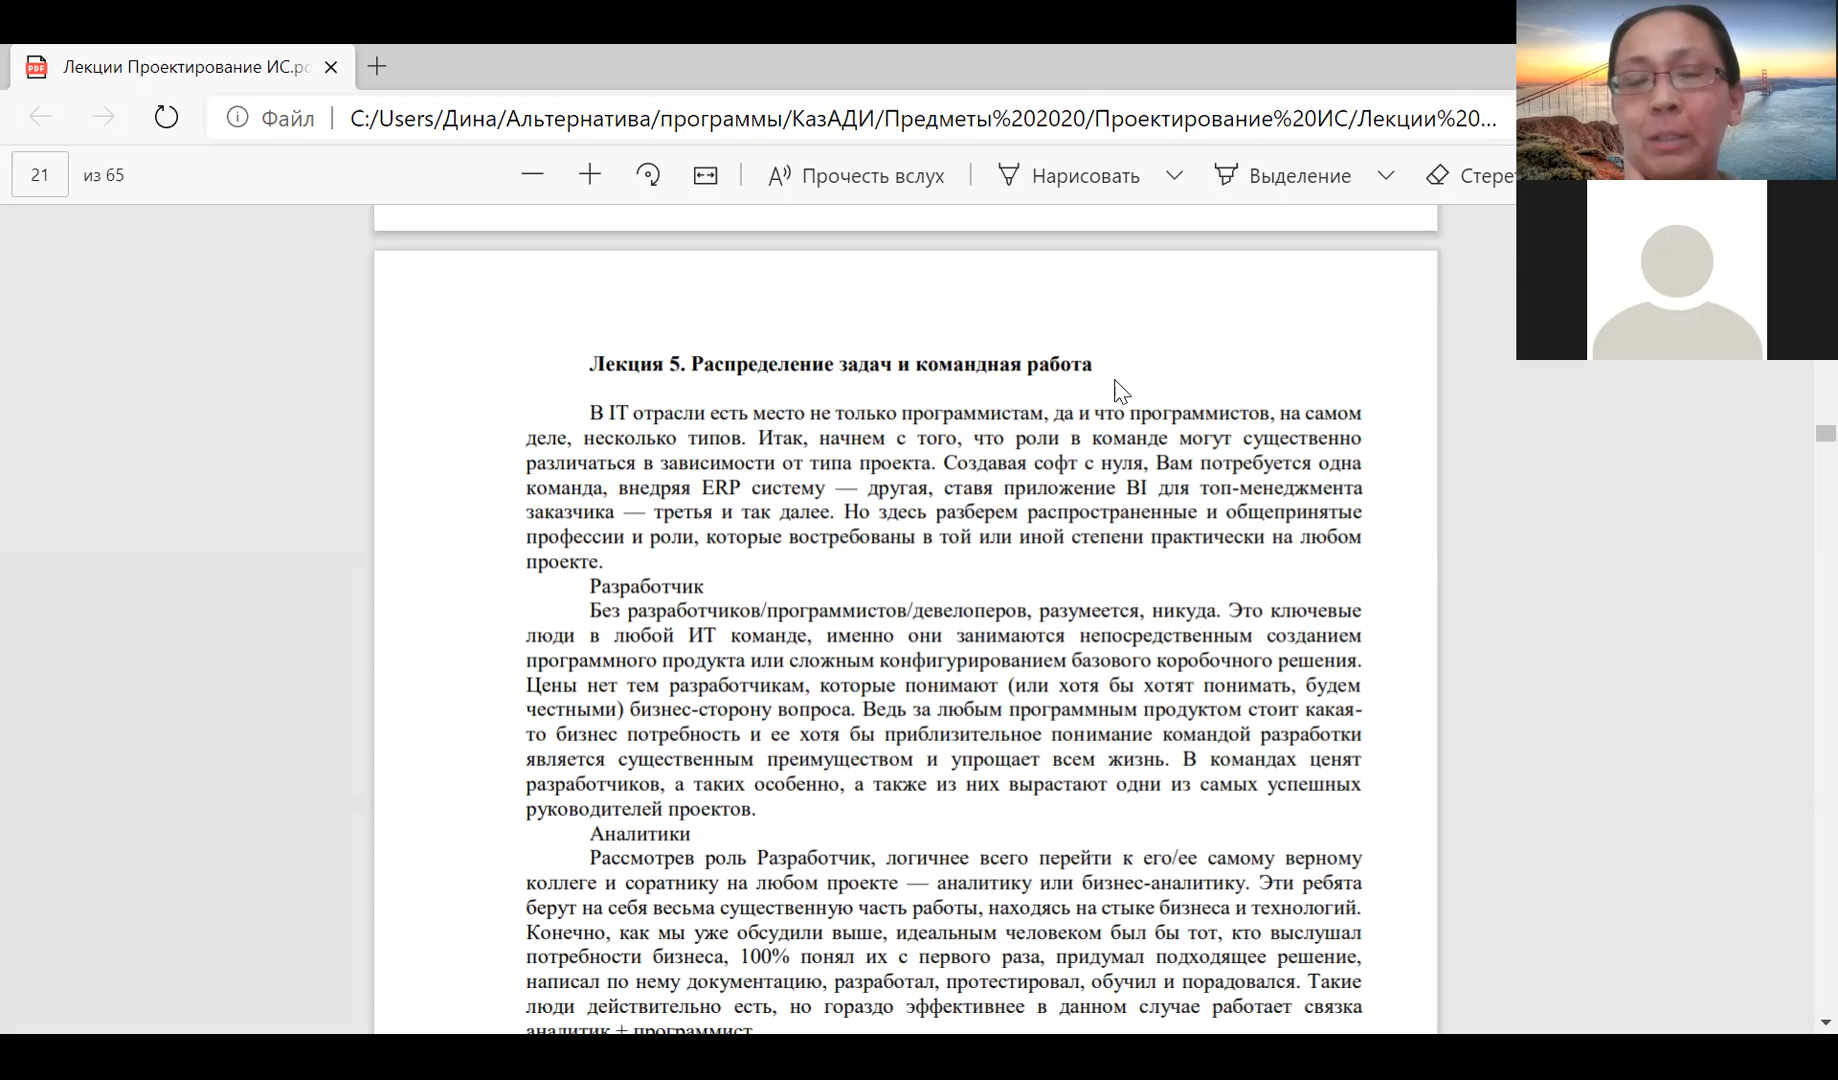 Лекции Проектирование ИС.pd
Файл
C:/Users/Дина/Альтернатива/программы/КазАДИ/Предметы%202020/Проектирование%20ИС/Лекции%20...
21
из 65
Прочесть вслух
Нарисовать
Выделение
Стерет
Лекция 5. Распределение задач и командная работа
В IT отрасли есть место не только программистам, да и что программистов, на самом
деле, несколько типов. Итак, начнем с того, что роли в команде могут существенно
различаться в зависимости от типа проекта. Создавая софт с нуля, Вам потребуется одна
команда, внедряя ERP систему — другая, ставя приложение BI для топ-менеджмента
заказчика — третья и так далее. Но здесь разберем распространенные и общепринятые
профессии и роли, которые востребованы в той или иной степени практически на любом
проекте.
Разработчик
Без разработчиков/программистов/девелоперов, разумеется, никуда. Это ключевые
люди в любой ИТ команде, именно они занимаются непосредственным созданием
программного продукта или сложным конфигурированием базового коробочного решения.
Цены нет тем разработчикам, которые понимают (или хотя бы хотят понимать, будем
честными) бизнес-сторону вопроса. Ведь за любым программным продуктом стоит какая-
то бизнес потребность и ее хотя бы приблизительное понимание командой разработки
является существенным преимуществом и упрощает всем жизнь. В командах ценят
разработчиков, а таких особенно, а также из них вырастают одни из самых успешных
руководителей проектов.
Аналитики
Рассмотрев роль Разработчик, логичнее всего перейти к его/ее самому верному
коллеге и соратнику на любом проекте — аналитику или бизнес-аналитику. Эти ребята
берут на себя весьма существенную часть работы, находясь на стыке бизнеса и технологий.
Конечно, как мы уже обсудили выше, идеальным человеком был бы тот, кто выслушал
потребности бизнеса, 100% понял их с первого раза, придумал подходящее решение,
написал по нему документацию, разработал, протестировал, обучил и порадовался. Такие
люди действительно есть, но гораздо эффективнее в данном случае работает связка
аналитик + программист